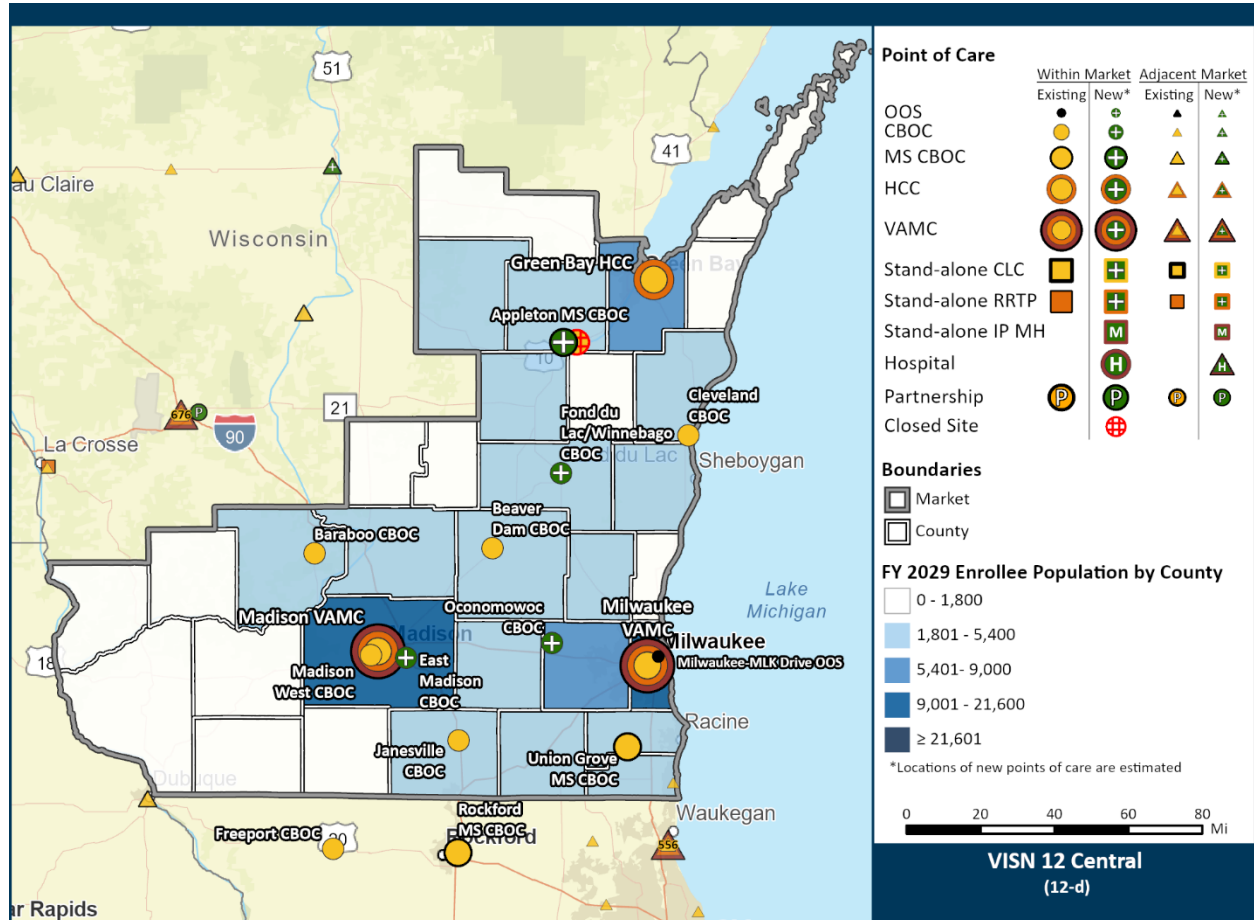 51
41
au Claire
Wisconsin
Green Bay HCC
Green Bay
Appleton MS CBOC
10
21
676
P
90
La Crosse
Cleveland
CBOC
Fond du
Lac/Winnebago
CBOC
d du Lac
Sheboygan
Beaver
Dam CBOC
Baraboo CBOC
Lake
Michigan
Madison VAMC
Madison
Oconomowoc
CBOC
Milwaukee
VAMC
Milwaukee
Milwaukee-MLK Drive OOS
18
Madison
West CBOC
East
Madison
CBOC
Racine
Janesville
CBOC
Union Grove
MS CBOC
Dubuque
Waukegan
Freeport CBOC
20
Rockford
MS CBOC
Rockford
556
ar Rapids
Point of Care
Within Market Adjacent Market
Existing New* Existing New*
OOS
CBOC
MS CBOC
HCC
VAMC
Stand-alone CLC
Stand-alone RRTP
Stand-alone IP MH M M
Hospital H H
Partnership P P P P
Closed Site
Boundaries
Market
County
FY 2029 Enrollee Population by County
0 - 1,800
1,801 - 5,400
5,401- 9,000
9,001 - 21,600
≥ 21,601
*Locations of new points of care are estimated
0 20 40 60 80
Mi
VISN 12 Central
(12-d)